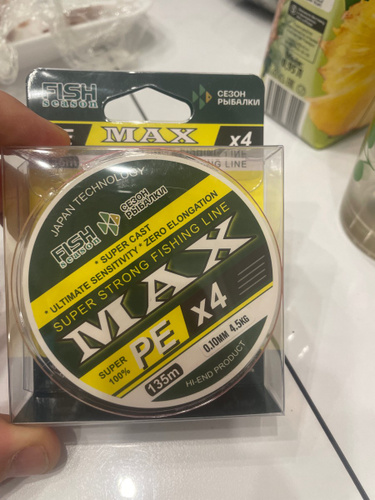 FISH
season
СЕЗОН
РЫБАЛКИ
MAX
x4
FISHING LINE
JAPAN TECHNOLOGY
FISH
season
СЕЗОН
РЫБАЛКИ
* SUPER CAST
* ULTIMATE SENSITIVITY * ZERO ELONGATION
SUPER STRONG FISHING LINE
MAX
SUPER
100%
PE x4
135m
0.10MM 4.5KG
HI-END PRODUCT